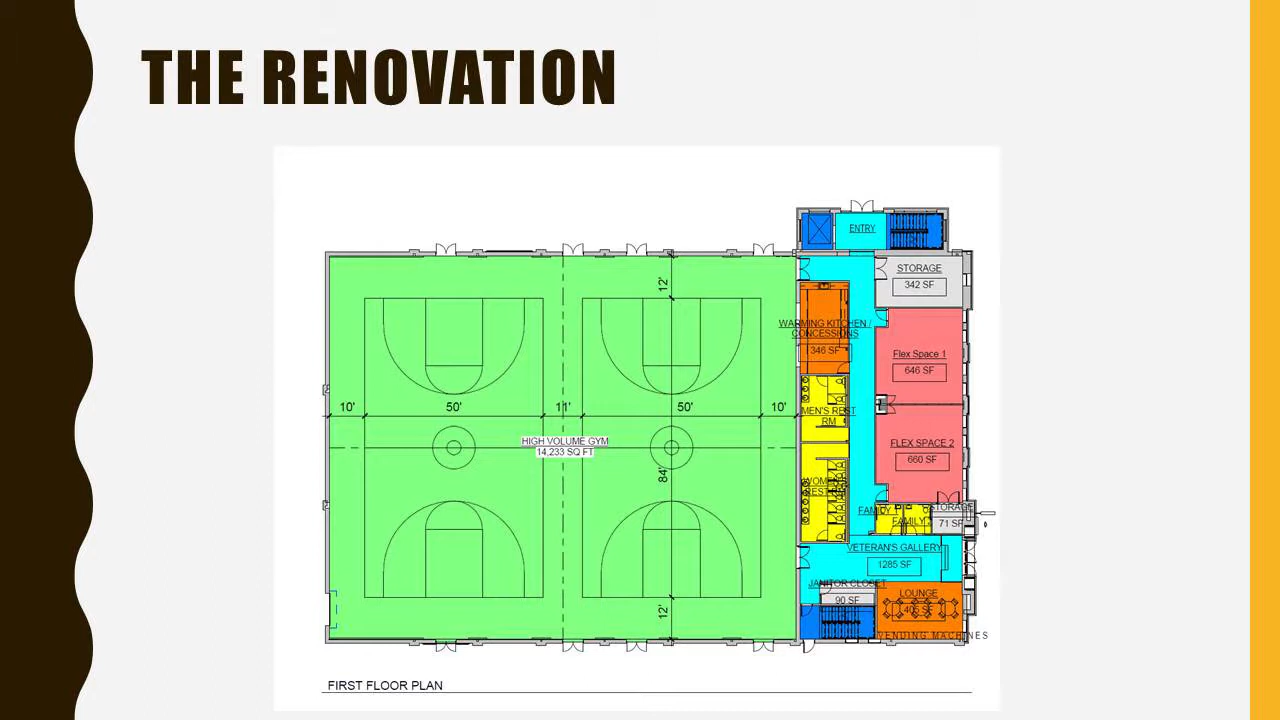 THE RENOVATION
ENTRY
STORAGE
342 SF
12'
WARMING KITCHEN /
CONCESSIONS
346 SF
Flex Space 1
646 SF
10'
50'
11'
50'
10'
MEN'S REST
RM
HIGH VOLUME GYM
14,233 SQ FT
FLEX SPACE 2
660 SF
84'
FAMILY
FAMILY
STORAGE
71 SF
VETERAN'S GALLERY
1285 SF
JANITOR CLOSET
90 SF
LOUNGE
12'
VENDING MACHINES
FIRST FLOOR PLAN